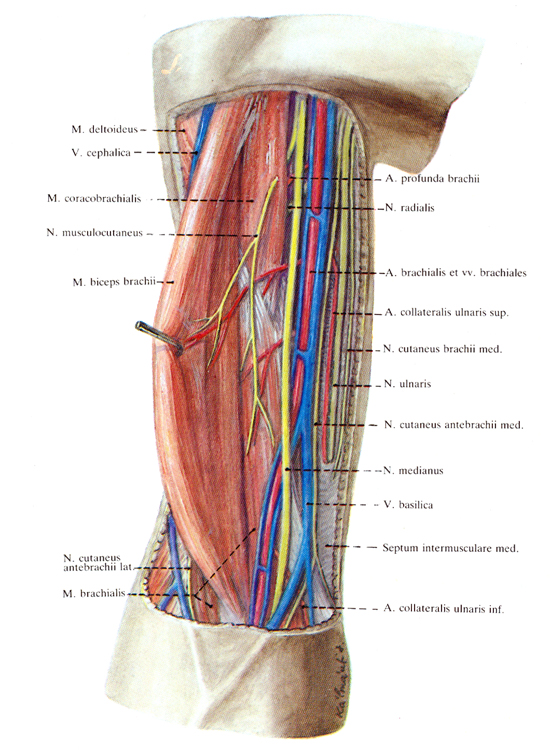 M. deltoideus
V. cephalica
M. coracobrachialis
N. musculocutaneus
M. biceps brachii
N. cutaneus
antebrachii lat.
M. brachialis
A. profunda brachii
N. radialis
A. brachialis et vv. brachiales
A. collateralis ulnaris sup.
N. cutaneus brachii med.
N. ulnaris
N. cutaneus antebrachii med.
N. medianus
V. basilica
Septum intermusculare med.
A. collateralis ulnaris inf.